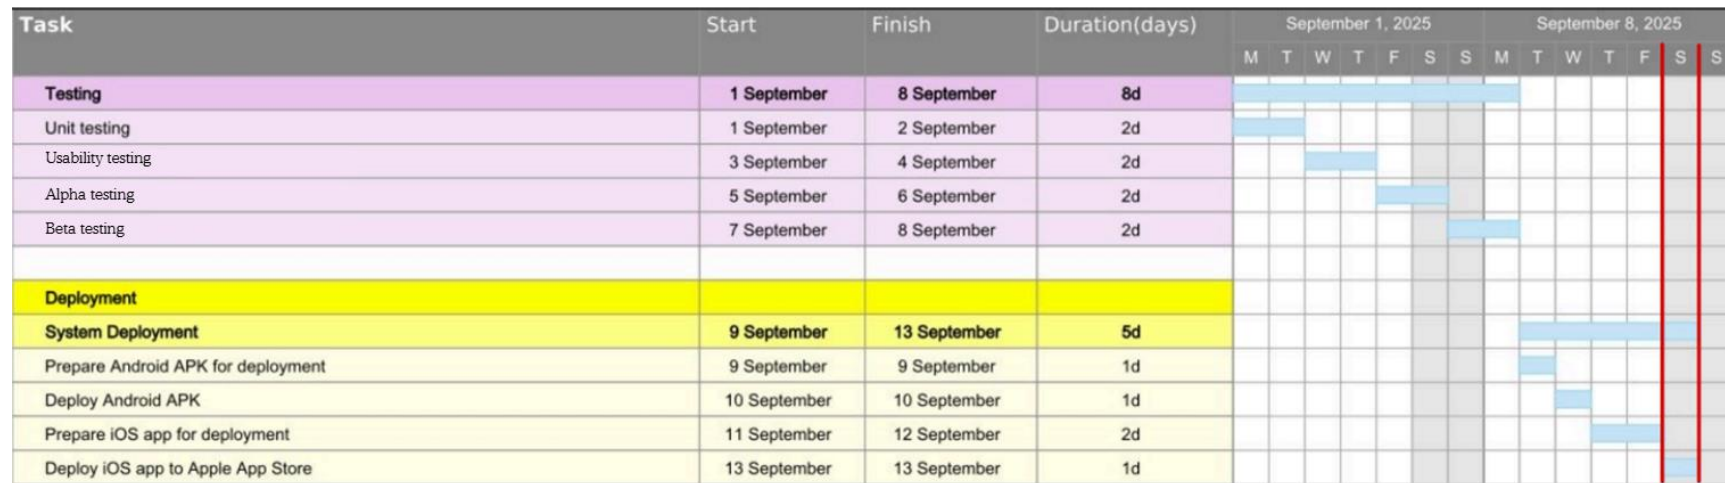 Task Start Finish Duration(days) September 1, 2025 September 8, 2025
M T W T F S S M T W T F S S
Testing 1 September 8 September 8d
Unit testing 1 September 2 September 2d
Usability testing 3 September 4 September 2d
Alpha testing 5 September 6 September 2d
Beta testing 7 September 8 September 2d
Deployment
System Deployment 9 September 13 September 5d
Prepare Android APK for deployment 9 September 9 September 1d
Deploy Android APK 10 September 10 September 1d
Prepare iOS app for deployment 11 September 12 September 2d
Deploy iOS app to Apple App Store 13 September 13 September 1d